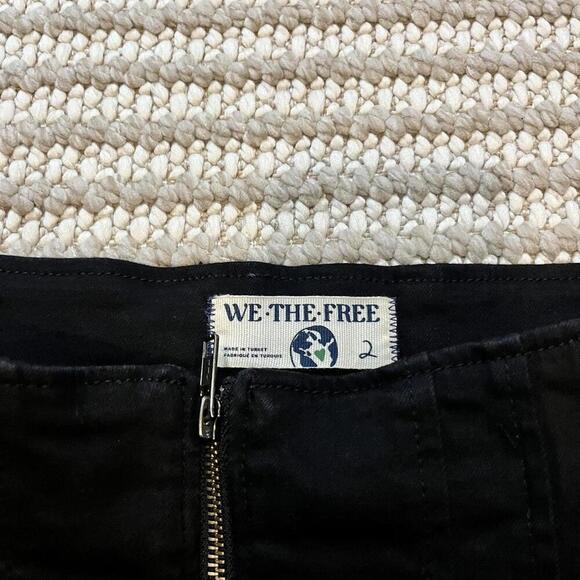 WE·THE·FREE
MADE IN TURKEY
FABRIQUÉ EN TURQUIE
2